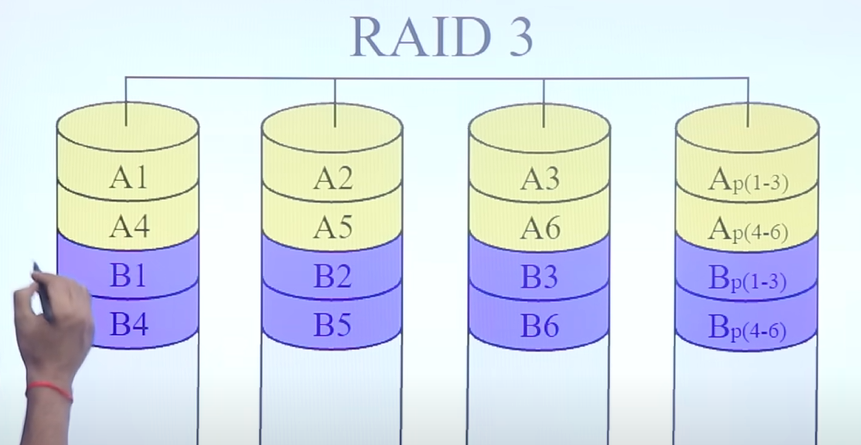 RAID 3
A1 A2 A3 Ap(1-3)
A4 A5 A6 Ap(4-6)
B1 B2 B3 Bp(1-3)
B4 B5 B6 Bp(4-6)